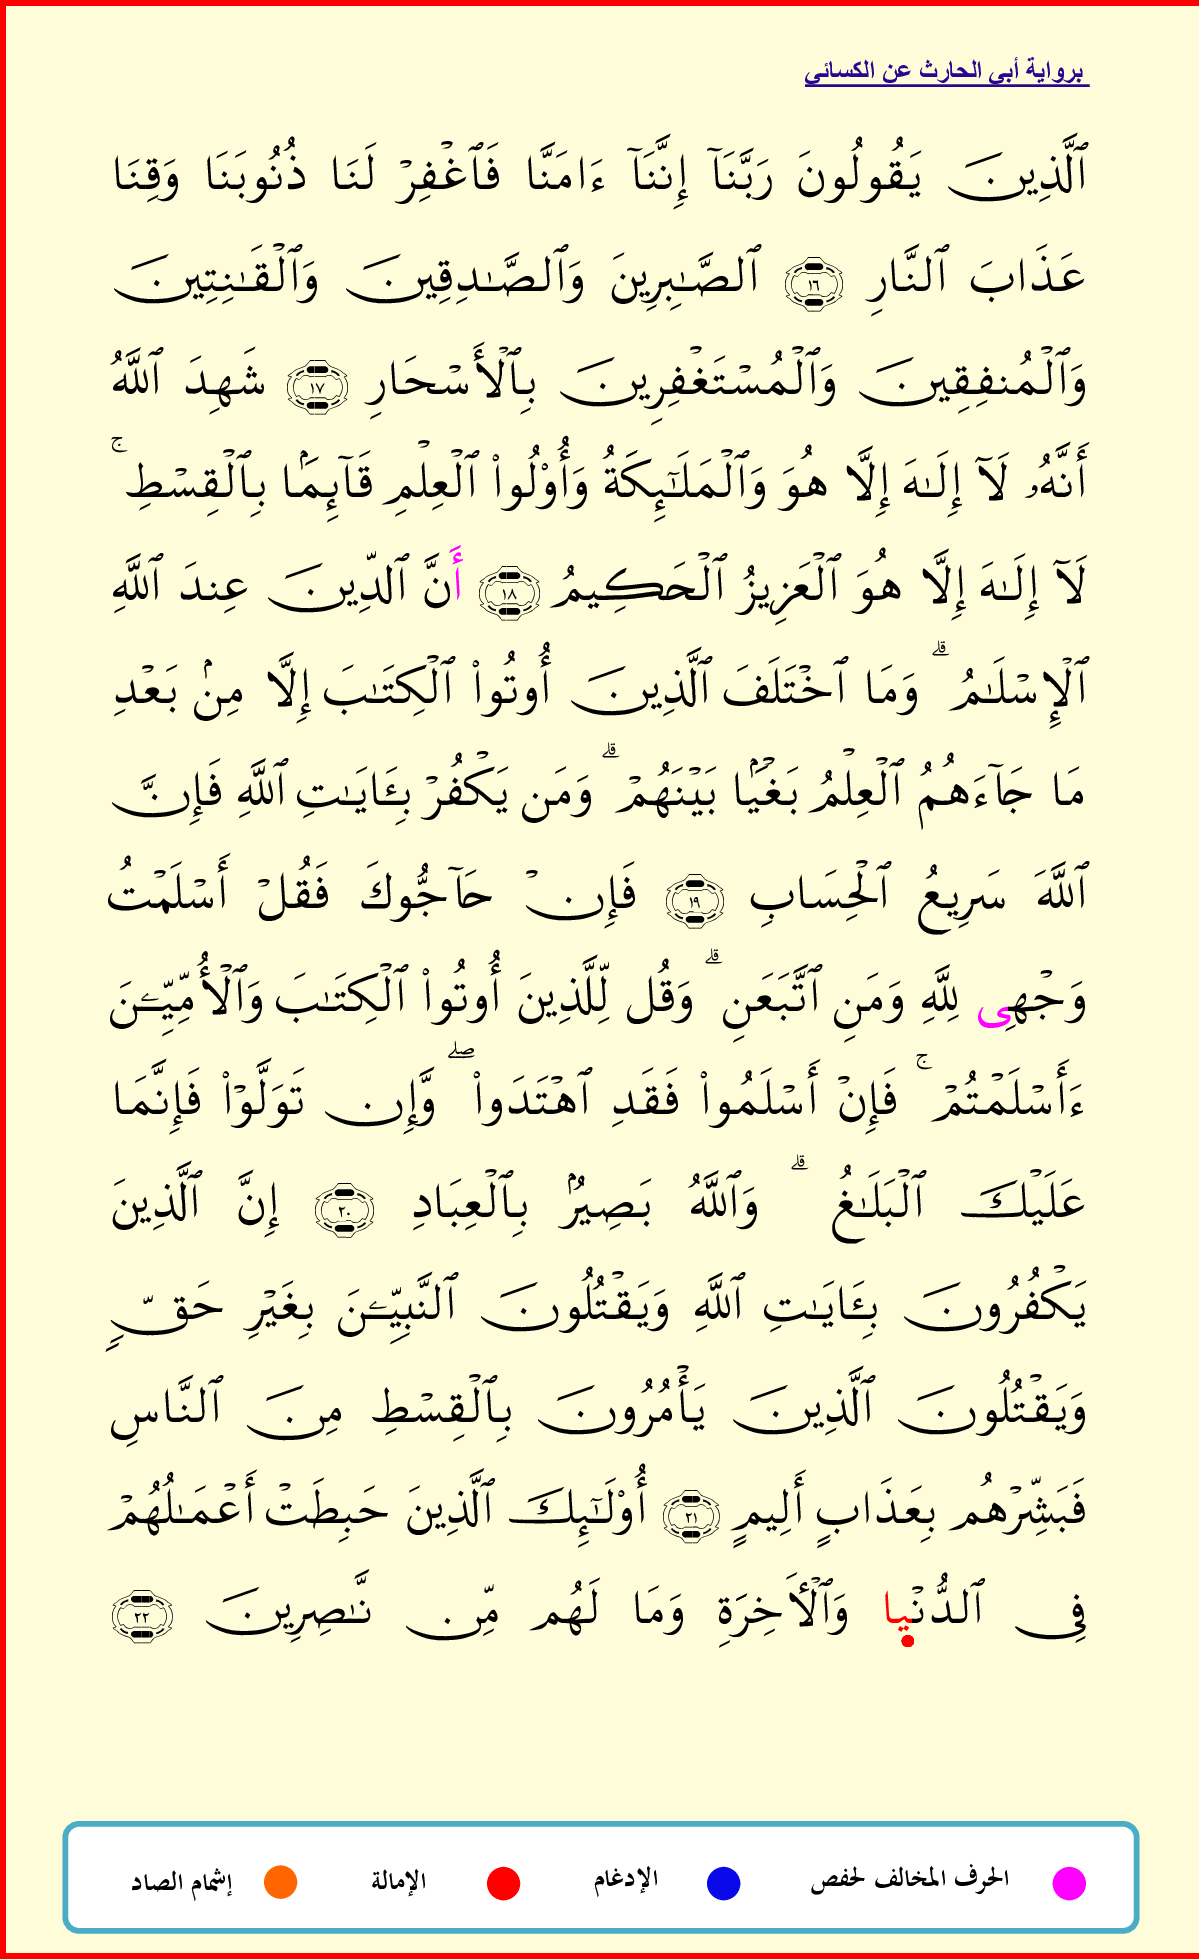 برواية أبي الحارث عن الكسائي
ٱلَّذِينَ يَقُولُونَ رَبَّنَآ إِنَّنَآ ءَامَنَّا فَٱغْفِرْ لَنَا ذُنُوبَنَا وَقِنَا
عَذَابَ ٱلنَّارِ ١٦ ٱلصَّـٰبِرِينَ وَٱلصَّـٰدِقِينَ وَٱلْقَـٰنِتِينَ
وَٱلْمُنفِقِينَ وَٱلْمُسْتَغْفِرِينَ بِٱلْأَسْحَارِ ١٧ شَهِدَ ٱللَّهُ
أَنَّهُۥ لَآ إِلَـٰهَ إِلَّا هُوَ وَٱلْمَلَـٰٓئِكَةُ وَأُو۟لُوا۟ ٱلْعِلْمِ قَآئِمًۢا بِٱلْقِسْطِ ۚ
لَآ إِلَـٰهَ إِلَّا هُوَ ٱلْعَزِيزُ ٱلْحَكِيمُ ١٨ أَنَّ ٱلدِّينَ عِندَ ٱللَّهِ
ٱلْإِسْلَـٰمُ ۗ وَمَا ٱخْتَلَفَ ٱلَّذِينَ أُوتُوا۟ ٱلْكِتَـٰبَ إِلَّا مِنۢ بَعْدِ
مَا جَآءَهُمُ ٱلْعِلْمُ بَغْيًۢا بَيْنَهُمْ ۗ وَمَن يَكْفُرْ بِـَٔايَـٰتِ ٱللَّهِ فَإِنَّ
ٱللَّهَ سَرِيعُ ٱلْحِسَابِ ١٩ فَإِنْ حَآجُّوكَ فَقُلْ أَسْلَمْتُ
وَجْهِى لِلَّهِ وَمَنِ ٱتَّبَعَنِ ۗ وَقُل لِّلَّذِينَ أُوتُوا۟ ٱلْكِتَـٰبَ وَٱلْأُمِّيِّـۧنَ
ءَأَسْلَمْتُمْ ۚ فَإِنْ أَسْلَمُوا۟ فَقَدِ ٱهْتَدَوا۟ ۖ وَّإِن تَوَلَّوْا۟ فَإِنَّمَا
عَلَيْكَ ٱلْبَلَـٰغُ ۗ وَٱللَّهُ بَصِيرٌۢ بِٱلْعِبَادِ ٢٠ إِنَّ ٱلَّذِينَ
يَكْفُرُونَ بِـَٔايَـٰتِ ٱللَّهِ وَيَقْتُلُونَ ٱلنَّبِيِّـۧنَ بِغَيْرِ حَقٍّ
وَيَقْتُلُونَ ٱلَّذِينَ يَأْمُرُونَ بِٱلْقِسْطِ مِنَ ٱلنَّاسِ
فَبَشِّرْهُم بِعَذَابٍ أَلِيمٍ ٢١ أُو۟لَـٰٓئِكَ ٱلَّذِينَ حَبِطَتْ أَعْمَـٰلُهُمْ
فِى ٱلدُّنْيا وَٱلْأَخِرَةِ وَمَا لَهُم مِّن نَّـٰصِرِينَ ٢٢
الحرف المخالف لحفص الإدغام الإمالة إشمام الصاد